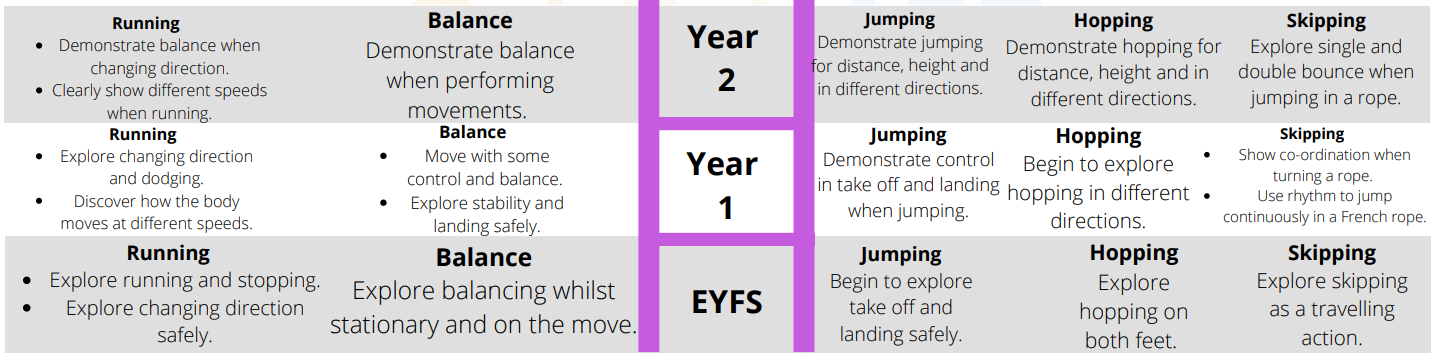 Running
• Demonstrate balance when
changing direction.
• Clearly show different speeds
when running.
Balance
Demonstrate balance
when performing
movements.
Year
2
Jumping
Demonstrate jumping
for distance, height and
in different directions.
Hopping
Demonstrate hopping for
distance, height and in
different directions.
Skipping
Explore single and
double bounce when
jumping in a rope.
Running
• Explore changing direction
and dodging.
• Discover how the body
moves at different speeds.
Balance
• Move with some
control and balance.
• Explore stability and
landing safely.
Year
1
Jumping
Demonstrate control
in take off and landing
when jumping.
Hopping
Begin to explore
hopping in different
directions.
Skipping
• Show co-ordination when
turning a rope.
• Use rhythm to jump
continuously in a French rope.
Running
• Explore running and stopping.
• Explore changing direction
safely.
Balance
Explore balancing whilst
stationary and on the move.
EYFS
Jumping
Begin to explore
take off and
landing safely.
Hopping
Explore
hopping on
both feet.
Skipping
Explore skipping
as a travelling
action.